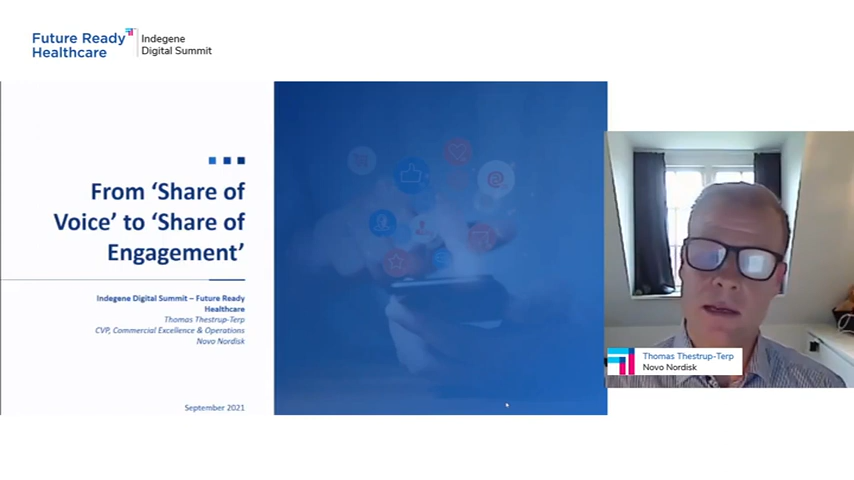 Future Ready
Healthcare
Indegene
Digital Summit
From ‘Share of
Voice’ to ‘Share of
Engagement’
Indegene Digital Summit – Future Ready
Healthcare
Thomas Thestrup-Terp
CVP, Commercial Excellence & Operations
Novo Nordisk
September 2021
Thomas Thestrup-Terp
Novo Nordisk